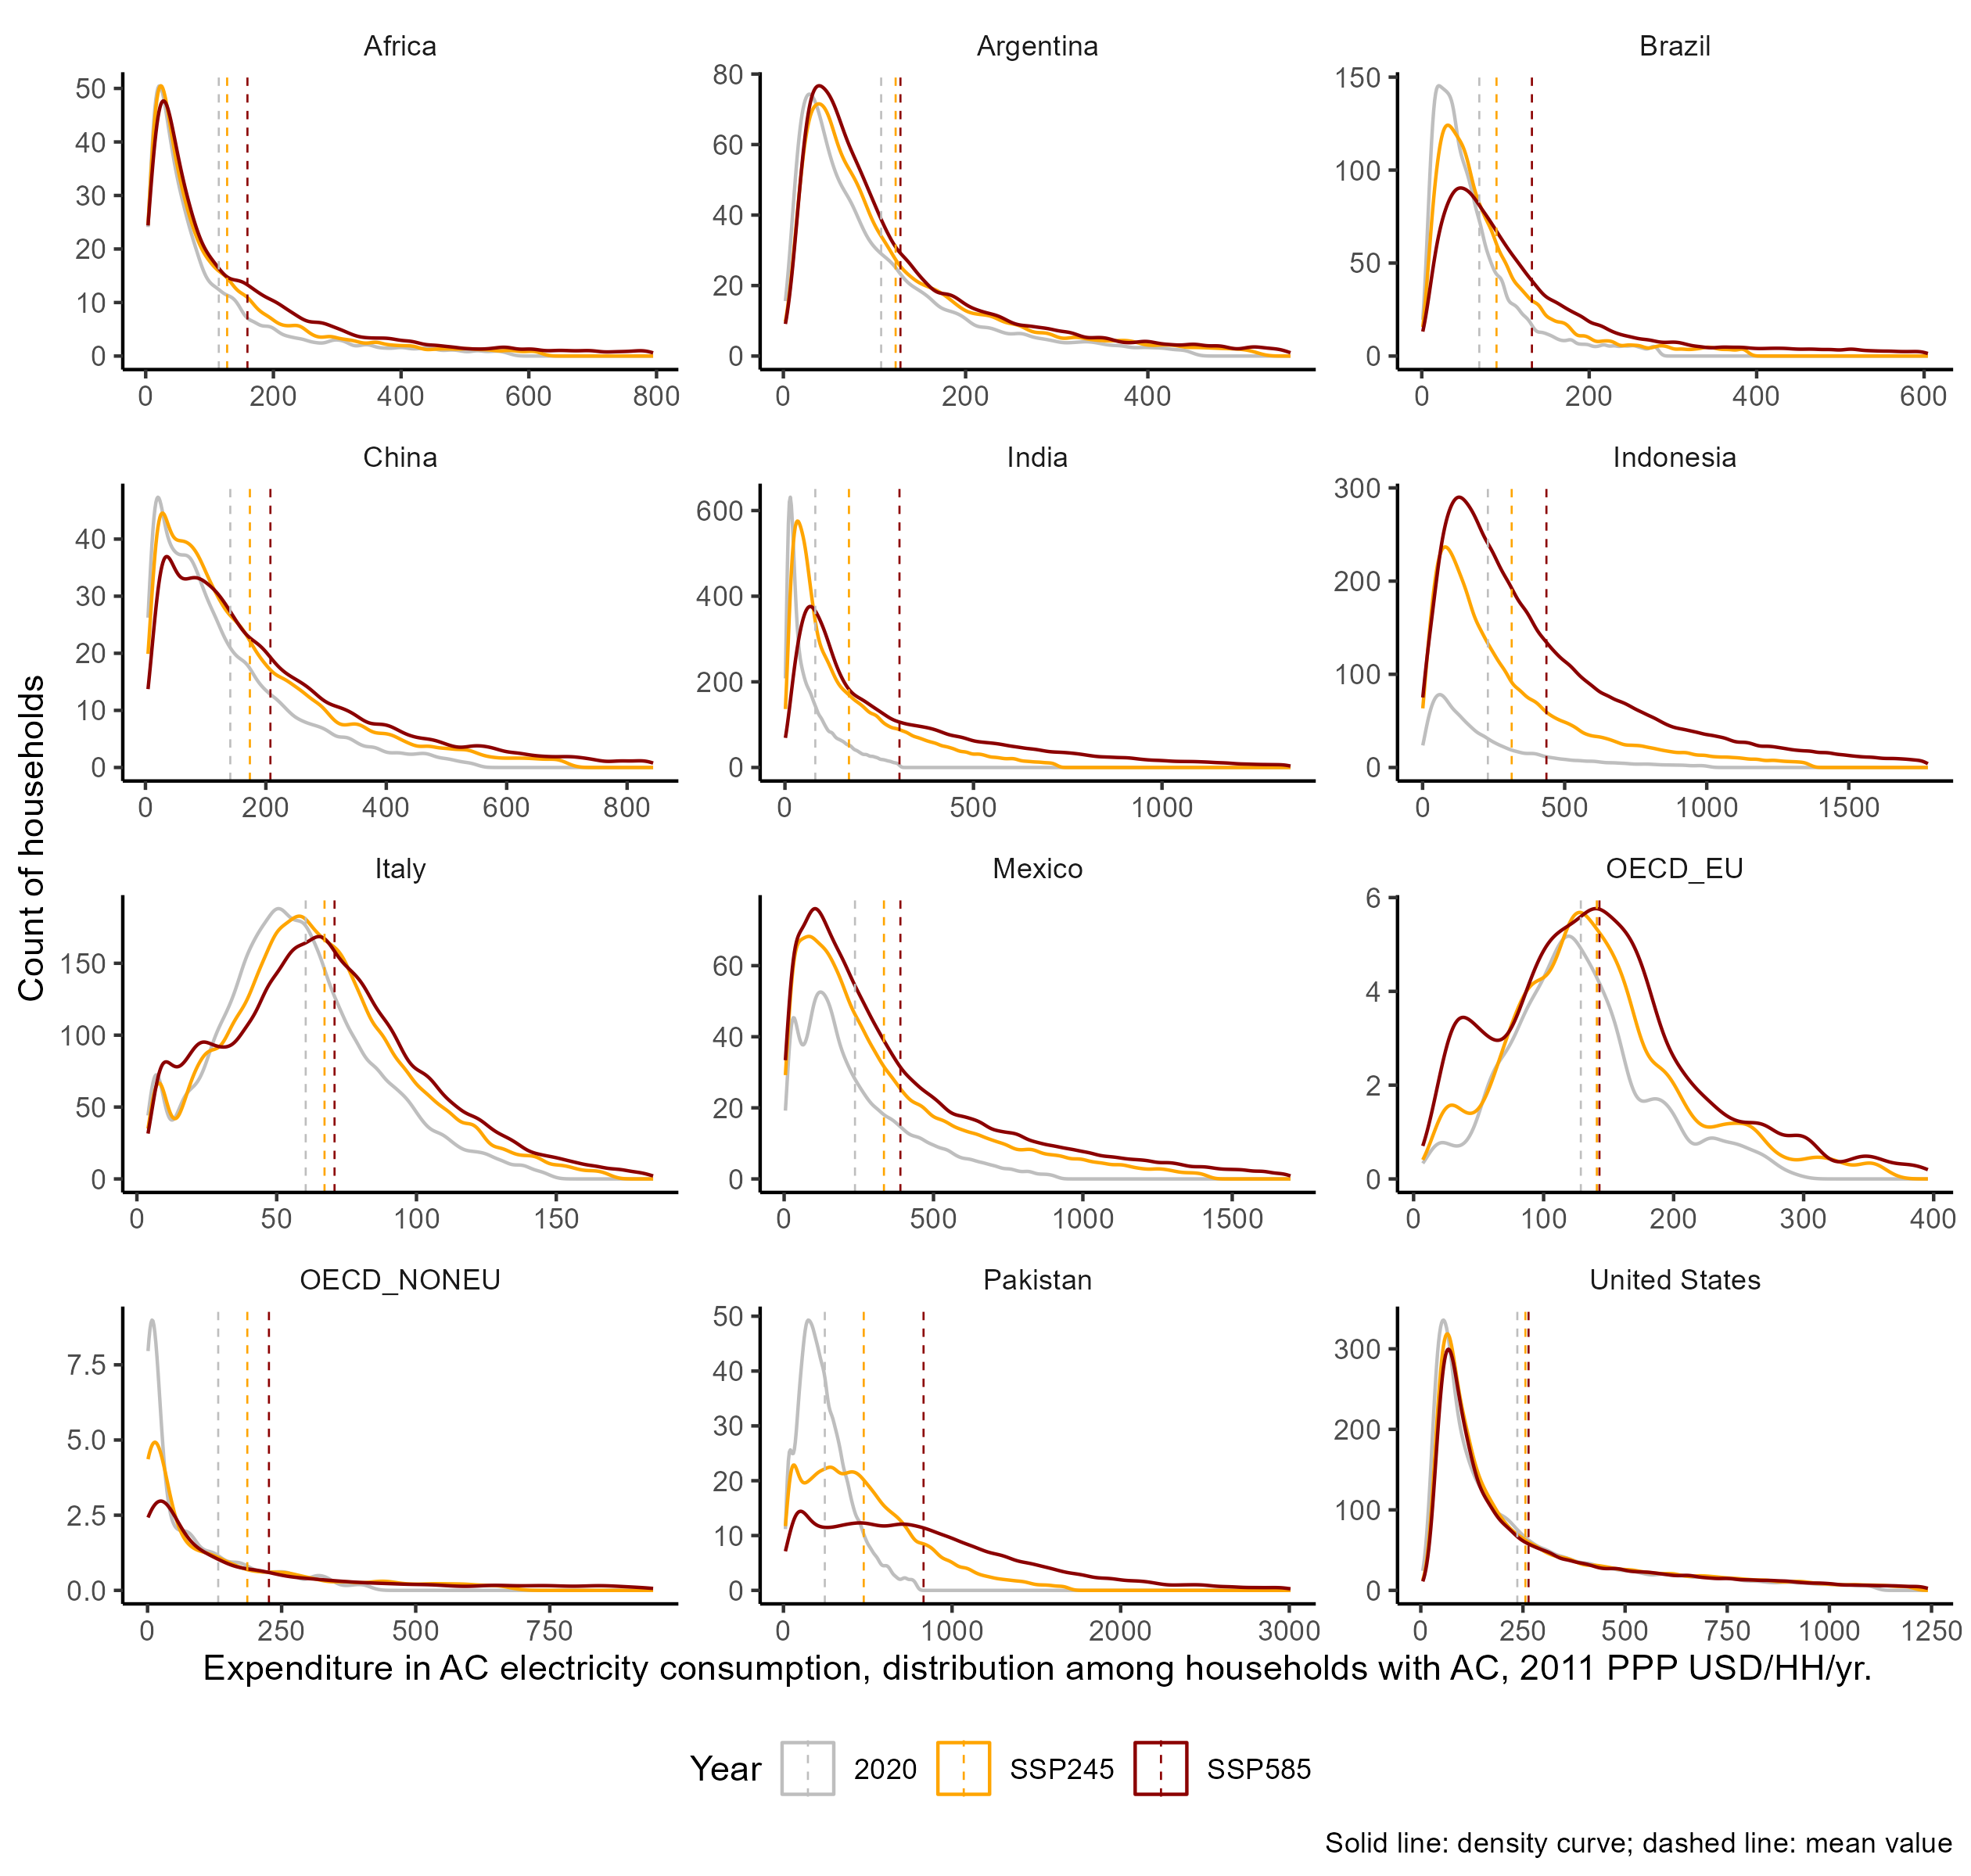 Africa
Argentina
Brazil
50
40
30
20
10
0
0 200 400 600 800
80
60
40
20
0
0 200 400
150
100
50
0
0 200 400 600
China
India
Indonesia
40
30
20
10
0
0 200 400 600 800
600
400
200
0
0 500 1000
300
200
100
0
0 500 1000 1500
Count of households
Italy
Mexico
OECD_EU
150
100
50
0
0 50 100 150
60
40
20
0
0 500 1000 1500
6
4
2
0
0 100 200 300 400
OECD_NONEU
Pakistan
United States
7.5
5.0
2.5
0.0
0 250 500 750
50
40
30
20
10
0
0 1000 2000 3000
300
200
100
0
0 250 500 750 1000 1250
Expenditure in AC electricity consumption, distribution among households with AC, 2011 PPP USD/HH/yr.
Year 2020 SSP245 SSP585
Solid line: density curve; dashed line: mean value